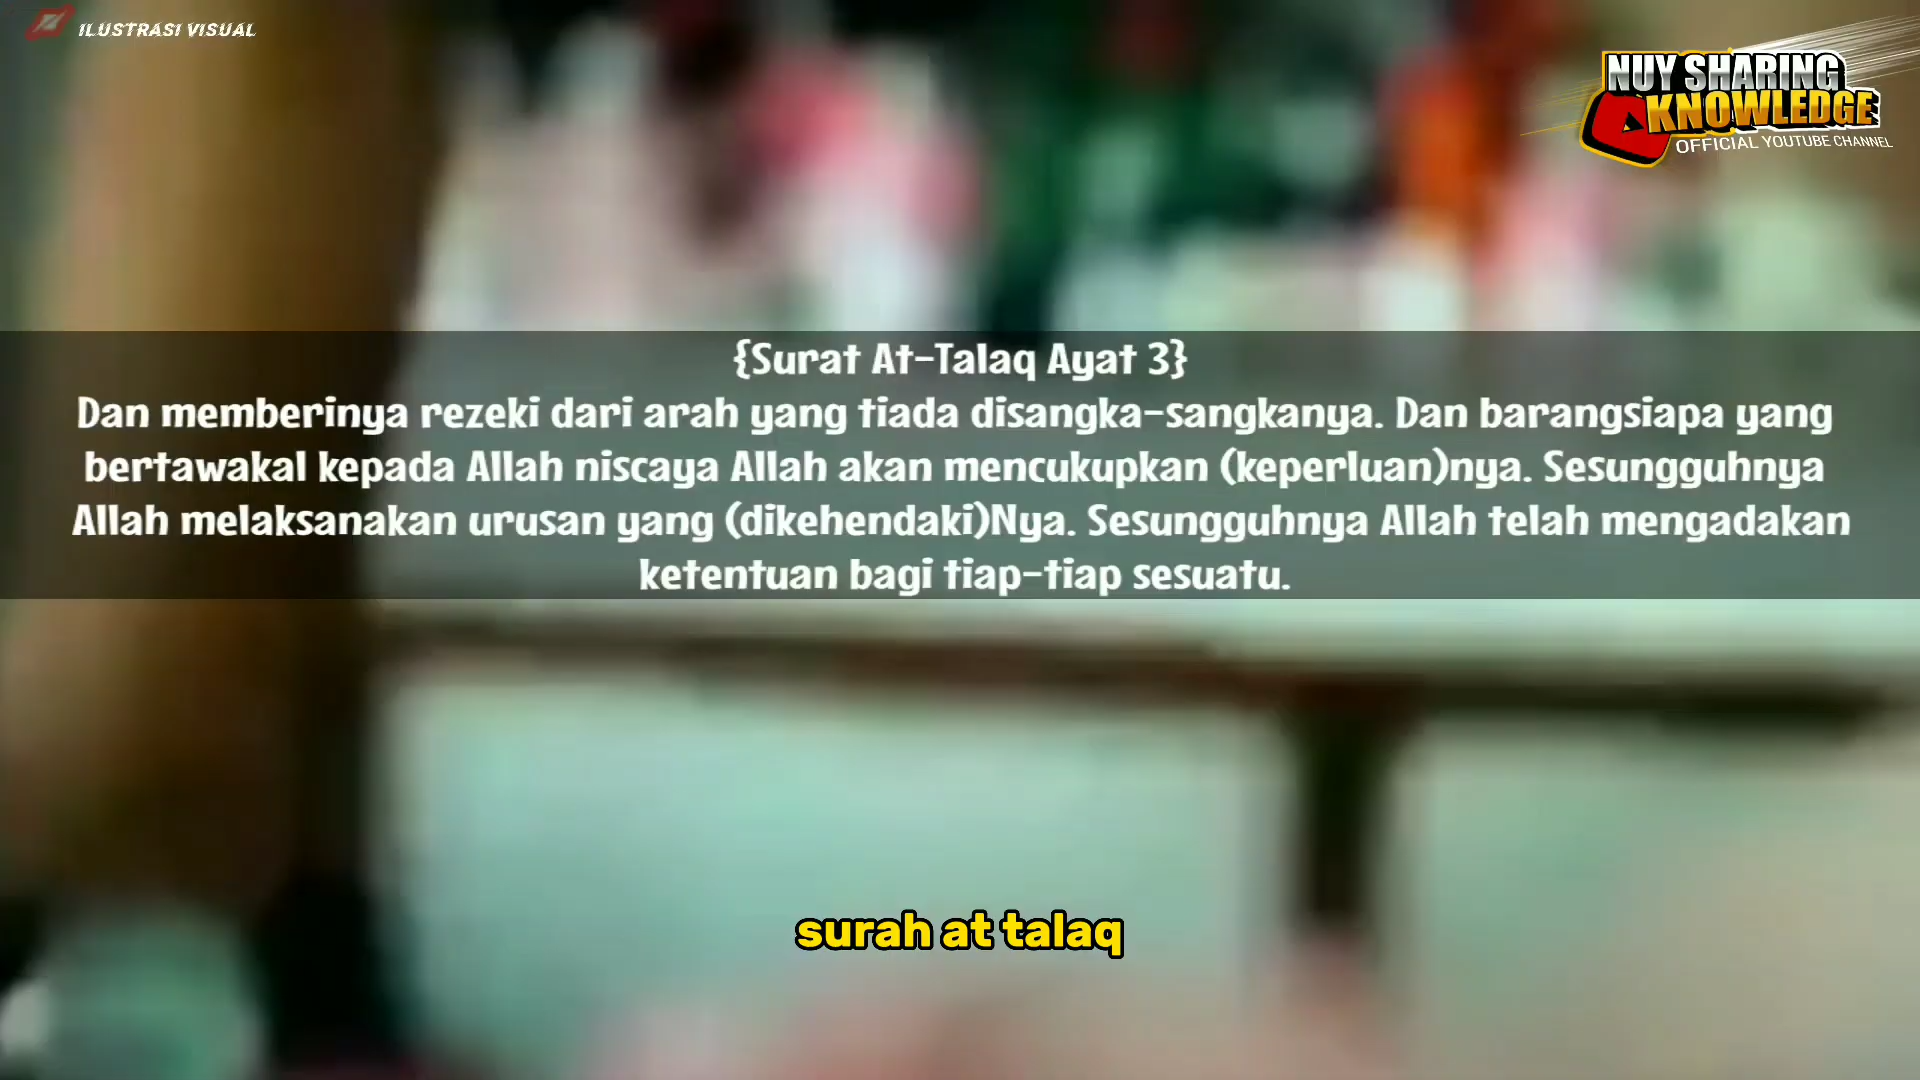 ILUSTRASI VISUAL
NUY SHARING
KNOWLEDGE
OFFICIAL YOUTUBE CHANNEL
{Surat At-Talaq Ayat 3}
Dan memberinya rezeki dari arah yang tiada disangka-sangkanya. Dan barangsiapa yang
bertawakal kepada Allah niscaya Allah akan mencukupkan (keperluan)nya. Sesungguhnya
Allah melaksanakan urusan yang (dikehendaki)Nya. Sesungguhnya Allah telah mengadakan
ketentuan bagi tiap-tiap sesuatu.
surah at talaq